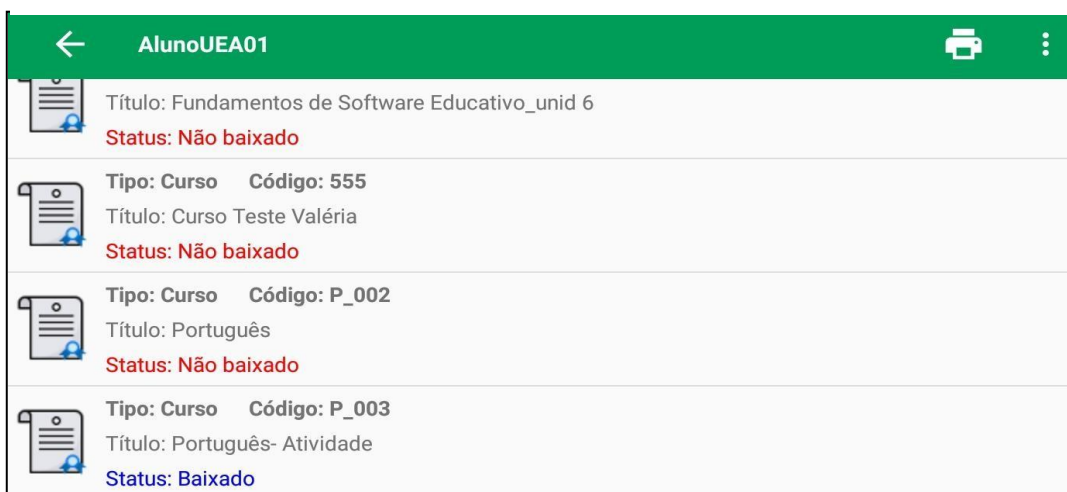 AlunoUEA01
Título: Fundamentos de Software Educativo_unid 6
Status: Não baixado
Tipo: Curso Código: 555
Título: Curso Teste Valéria
Status: Não baixado
Tipo: Curso Código: P_002
Título: Português
Status: Não baixado
Tipo: Curso Código: P_003
Título: Português- Atividade
Status: Baixado